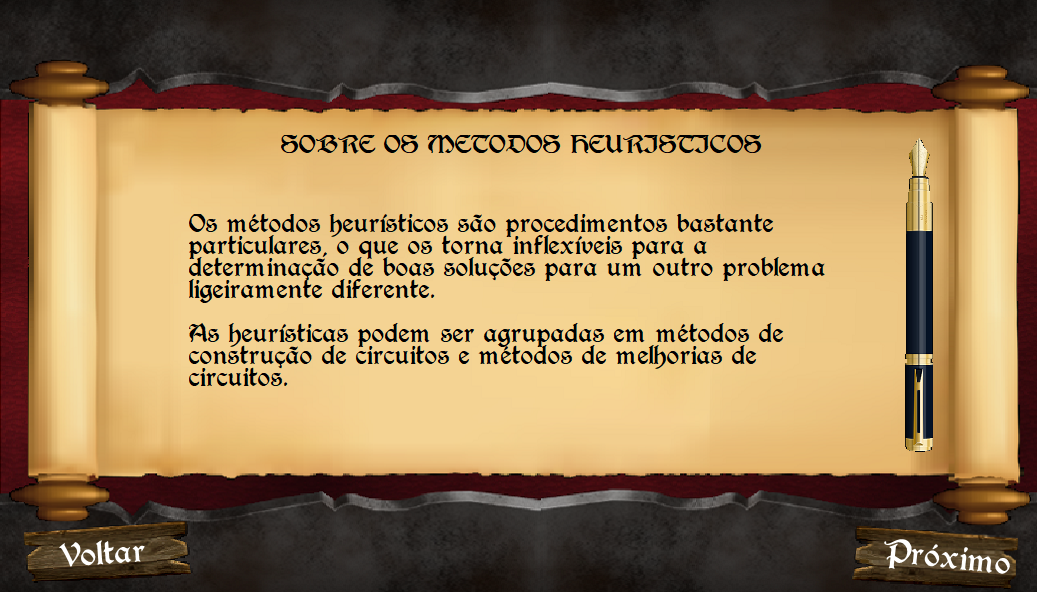 SOBRE OS METODOS HEURISTICOS
Os métodos heurísticos são procedimentos bastante
particulares, o que os torna inflexíveis para a
determinação de boas soluções para um outro problema
ligeiramente diferente.
As heurísticas podem ser agrupadas em métodos de
construção de circuitos e métodos de melhorias de
circuitos.
Voltar
Próximo